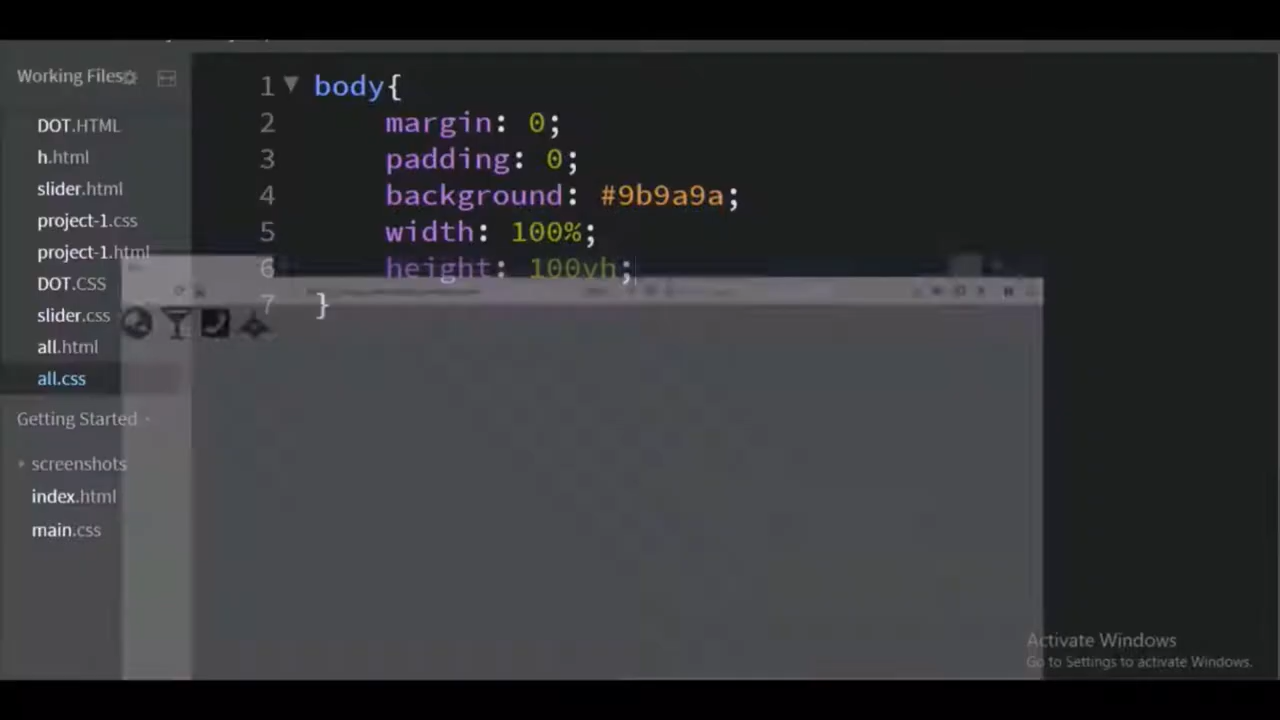 Working Files
DOT.HTML
h.html
slider.html
project-1.css
project-1.html
DOT.CSS
slider.css
all.html
all.css
Getting Started
screenshots
index.html
main.css
1 body{
2 margin: 0;
3 padding: 0;
4 background: #9b9a9a;
5 width: 100%;
6 height: 100vh;
7 }
Activate Windows
Go to Settings to activate Windows.